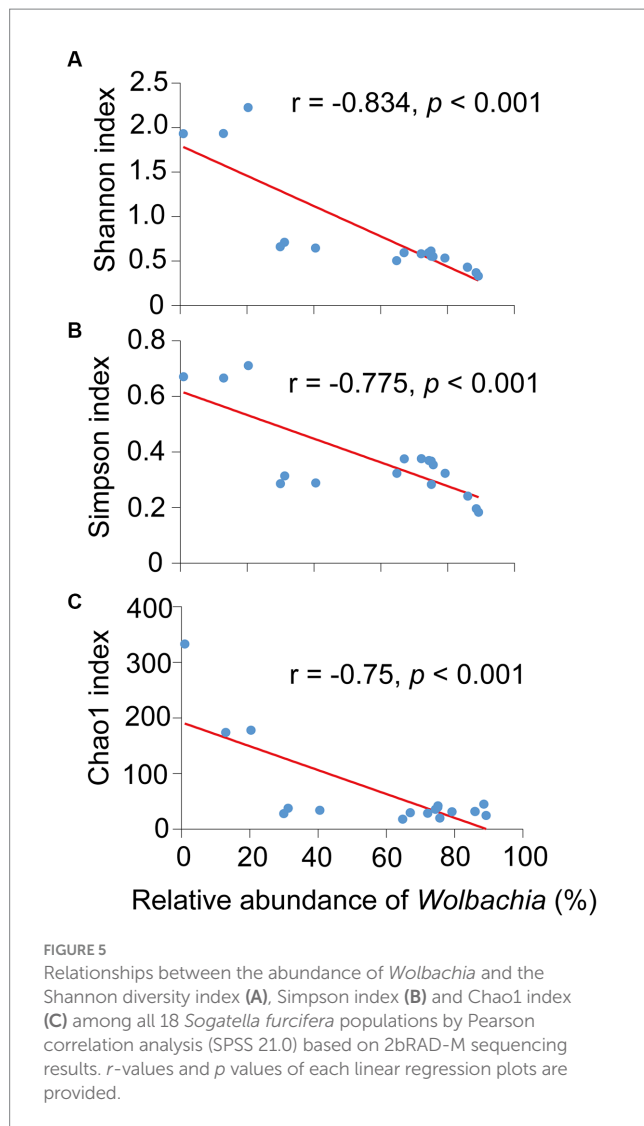 A
2.5
2.0
1.5
1.0
0.5
0
Shannon index
r = -0.834, p < 0.001
B
0.8
0.6
0.4
0.2
0
Simpson index
r = -0.775, p < 0.001
C
400
300
200
100
0
Chao1 index
r = -0.75, p < 0.001
0 20 40 60 80 100
Relative abundance of Wolbachia (%)
FIGURE 5
Relationships between the abundance of Wolbachia and the
Shannon diversity index (A), Simpson index (B) and Chao1 index
(C) among all 18 Sogatella furcifera populations by Pearson
correlation analysis (SPSS 21.0) based on 2bRAD-M sequencing
results. r-values and p values of each linear regression plots are
provided.